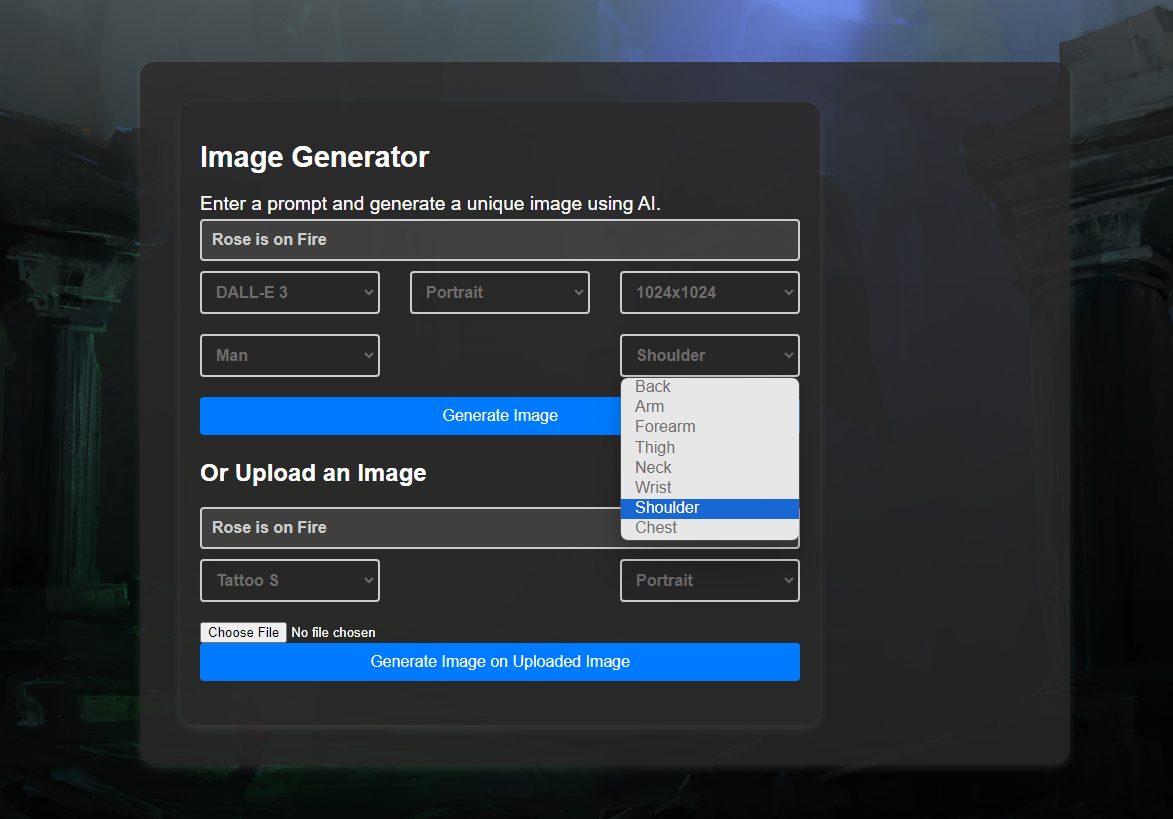 Image Generator
Enter a prompt and generate a unique image using AI.
Rose is on Fire
DALL-E 3 Portrait 1024x1024
Man Shoulder
Back
Arm
Generate Image Forearm
Thigh
Neck
Or Upload an Image
Wrist
Shoulder
Rose is on Fire Chest
Tattoo S Portrait
Choose File No file chosen
Generate Image on Uploaded Image